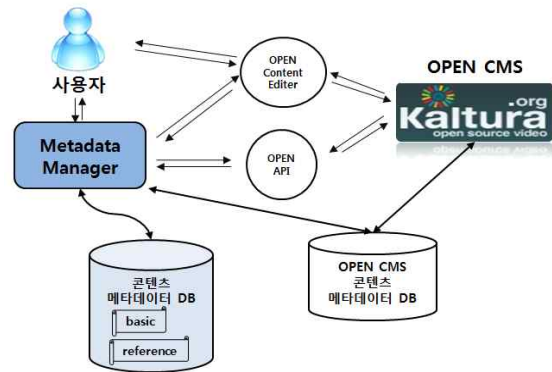 사용자
OPEN
Content
Editer
OPEN CMS
Kaltura
.org
open source video
Metadata
Manager
OPEN
API
콘텐츠
메타데이터 DB
basic
reference
OPEN CMS
콘텐츠
메타데이터 DB